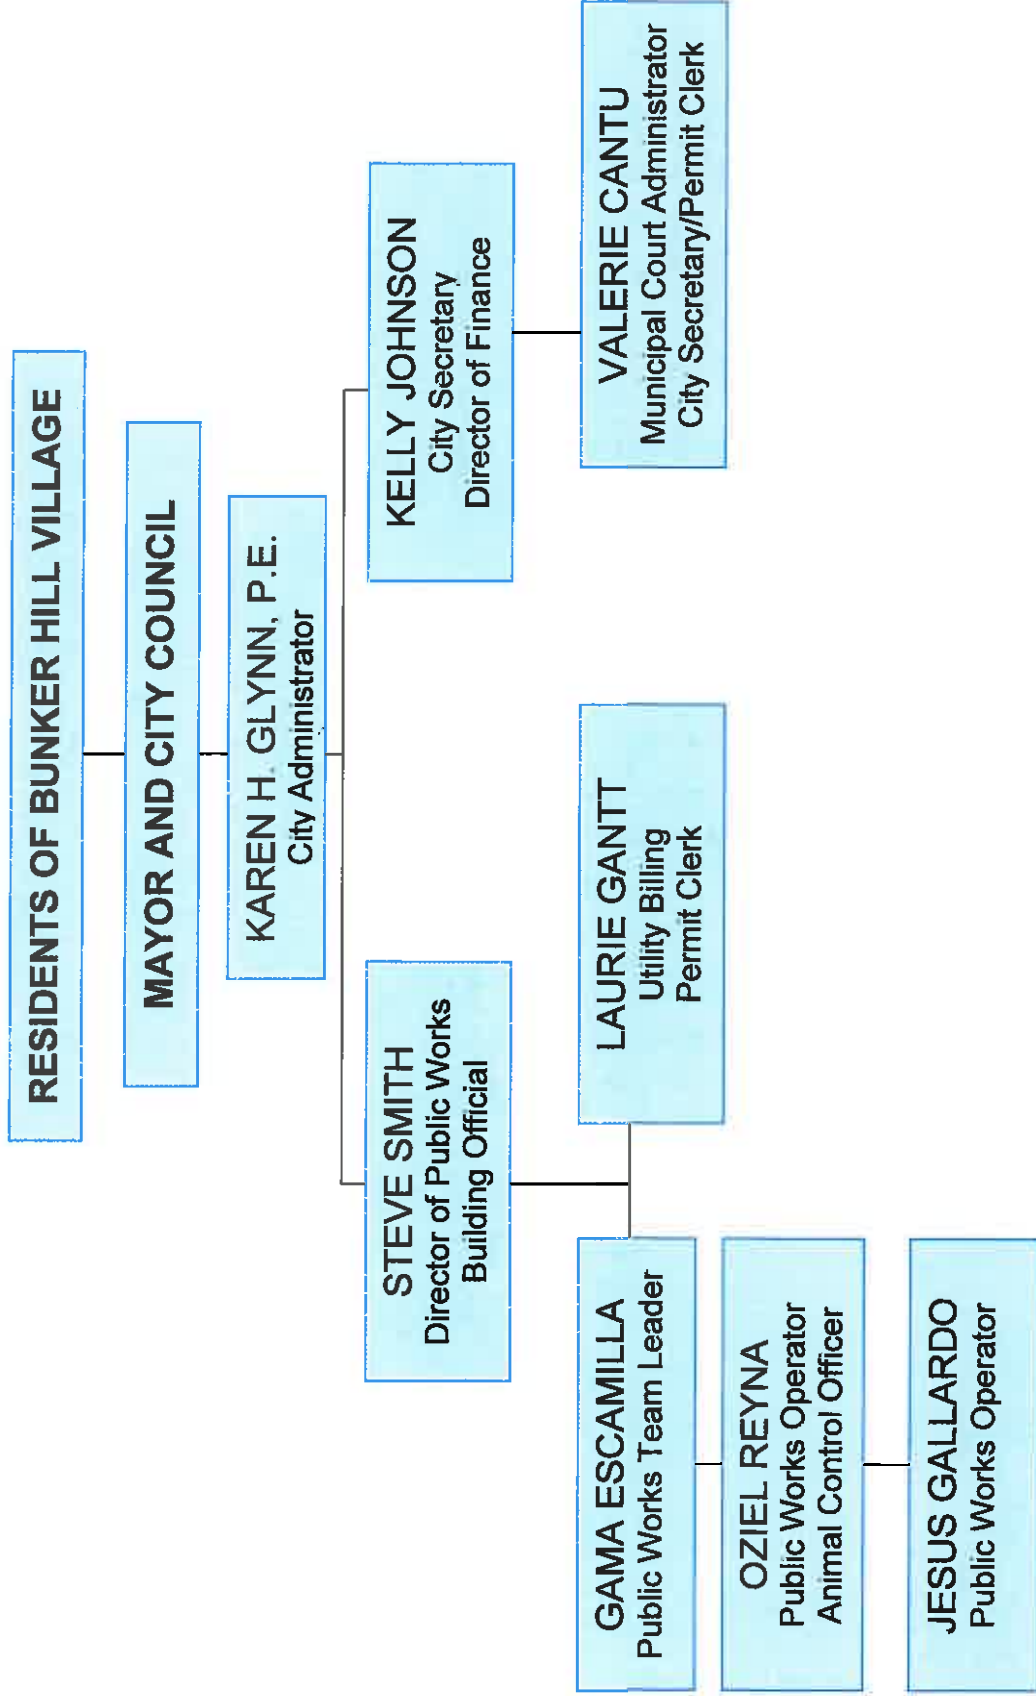 RESIDENTS OF BUNKER HILL VILLAGE
MAYOR AND CITY COUNCIL
KAREN H. GLYNN, P.E.
City Administrator
STEVE SMITH
Director of Public Works
Building Official
KELLY JOHNSON
City Secretary
Director of Finance
GAMA ESCAMILLA
Public Works Team Leader
LAURIE GANTT
Utility Billing
Permit Clerk
VALERIE CANTU
Municipal Court Administrator
City Secretary/Permit Clerk
OZIEL REYNA
Public Works Operator
Animal Control Officer
JESUS GALLARDO
Public Works Operator